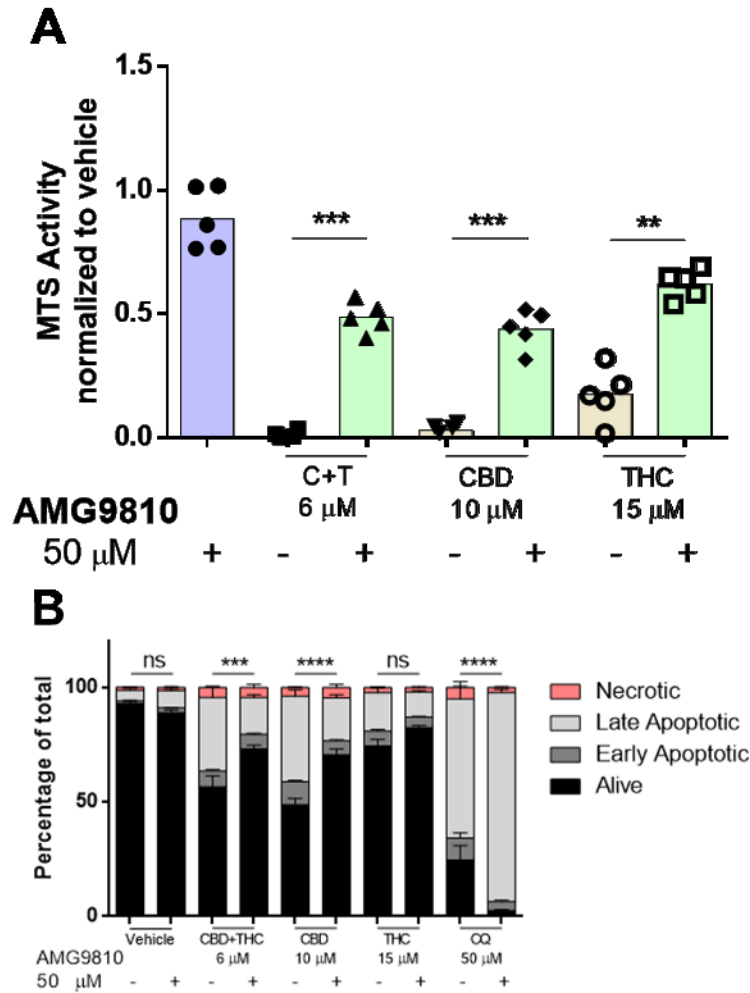 A
1.5
1.0
0.5
0.0
MTS Activity
normalized to vehicle
*** *** **
C+T CBD THC
6 μM 10 μM 15 μM
AMG9810
50 μM + - + - + - +
B
Percentage of total
100
50
0
ns *** **** ns ****
Necrotic
Late Apoptotic
Early Apoptotic
Alive
Vehicle CBD+THC CBD THC CQ
AMG9810 6 μM 10 μM 15 μM 50 μM
50 μM - + - + - + - + - +